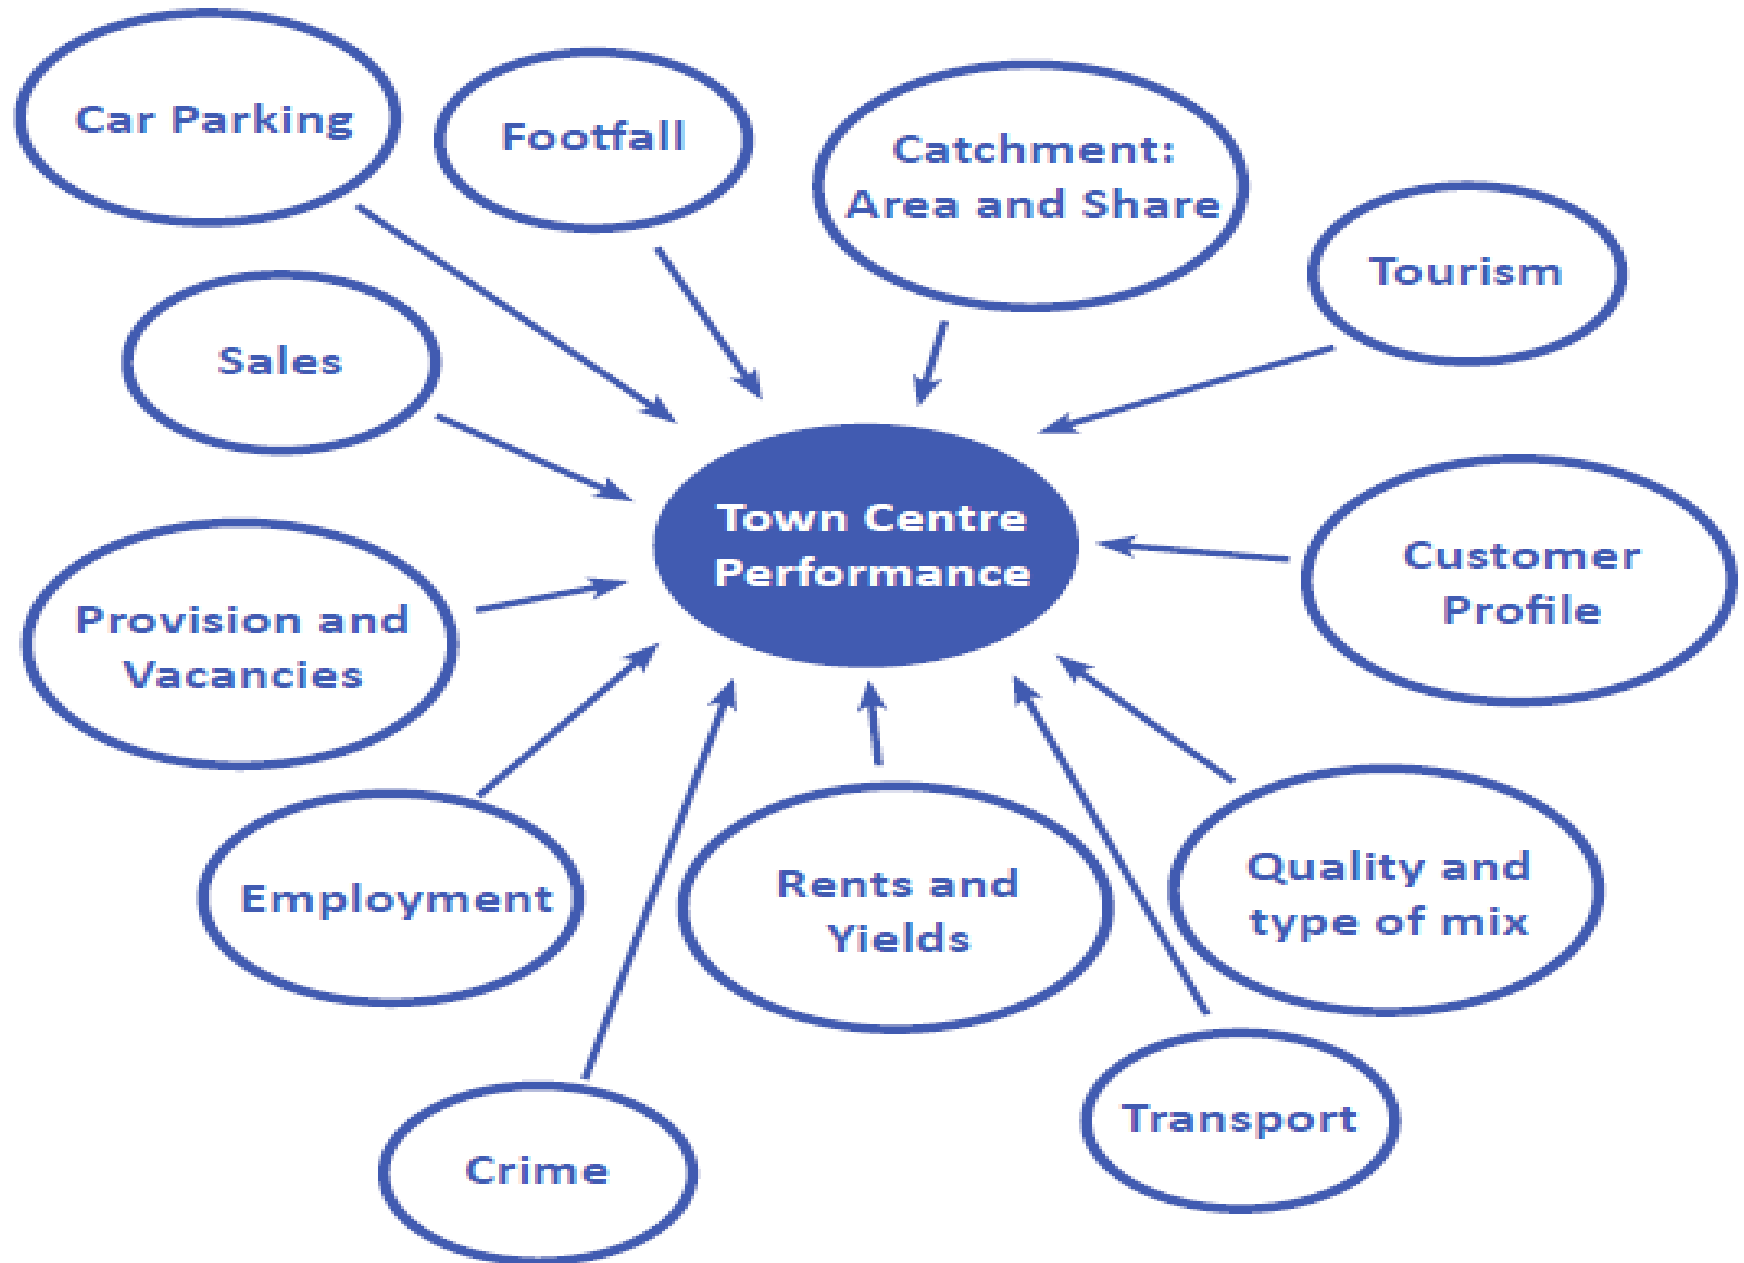 Car Parking
Footfall
Catchment:
Area and Share
Tourism
Sales
Town Centre
Performance
Customer
Profile
Provision and
Vacancies
Employment
Rents and
Yields
Quality and
type of mix
Crime
Transport